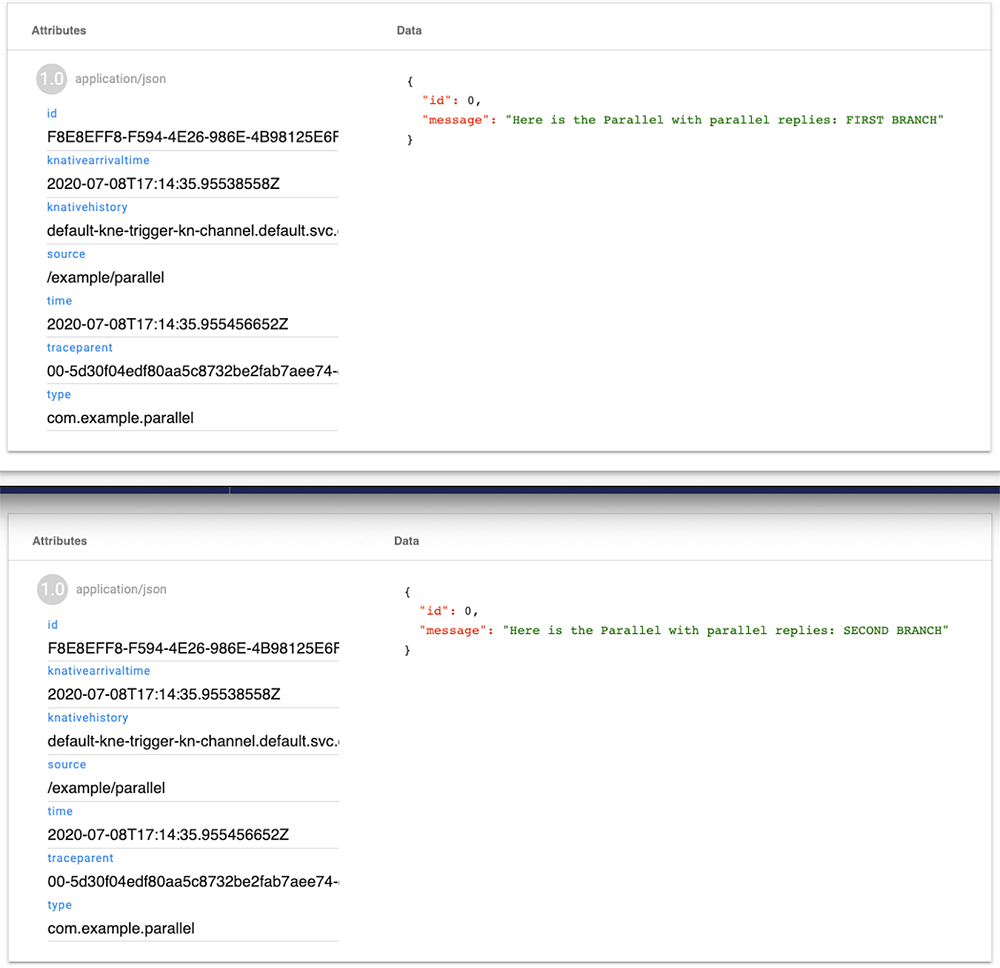 Attributes Data
1.0 application/json
id
F8E8EFF8-F594-4E26-986E-4B98125E6F
knativearrivaltime
2020-07-08T17:14:35.95538558Z
knativehistory
default-kne-trigger-kn-channel.default.svc.
source
/example/parallel
time
2020-07-08T17:14:35.955456652Z
traceparent
00-5d30f04edf80aa5c8732be2fab7aee74-
type
com.example.parallel
{
"id": 0,
"message": "Here is the Parallel with parallel replies: FIRST BRANCH"
}
Attributes Data
1.0 application/json
id
F8E8EFF8-F594-4E26-986E-4B98125E6F
knativearrivaltime
2020-07-08T17:14:35.95538558Z
knativehistory
default-kne-trigger-kn-channel.default.svc.
source
/example/parallel
time
2020-07-08T17:14:35.955456652Z
traceparent
00-5d30f04edf80aa5c8732be2fab7aee74-
type
com.example.parallel
{
"id": 0,
"message": "Here is the Parallel with parallel replies: SECOND BRANCH"
}